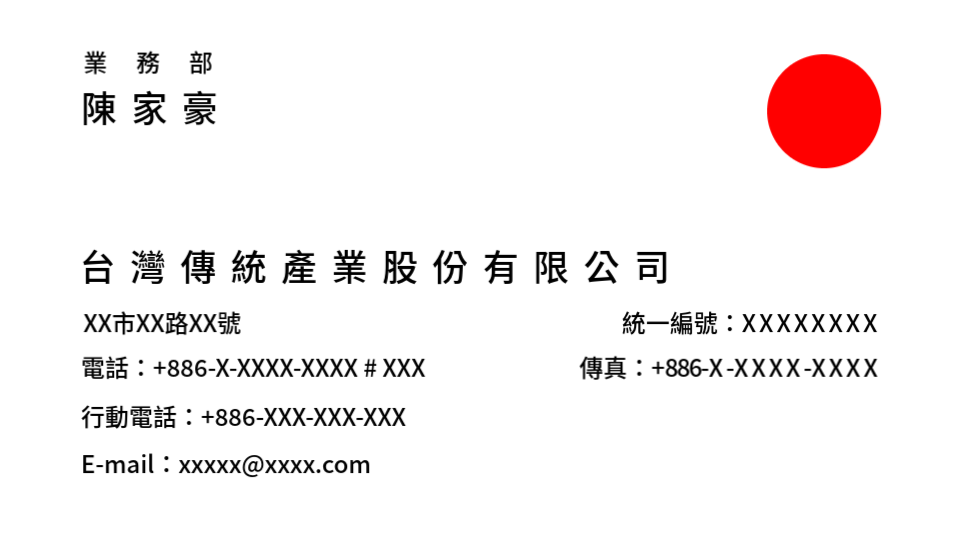 業務部
陳家豪
台灣傳統產業股份有限公司
XX市XX路XX號
統一編號：XXXXXXXX
電話：+886-X-XXXX-XXXX # XXX
傳真：+886-X-XXXX-XXXX
行動電話：+886-XXX-XXX-XXX
E-mail：xxxxx@xxxx.com